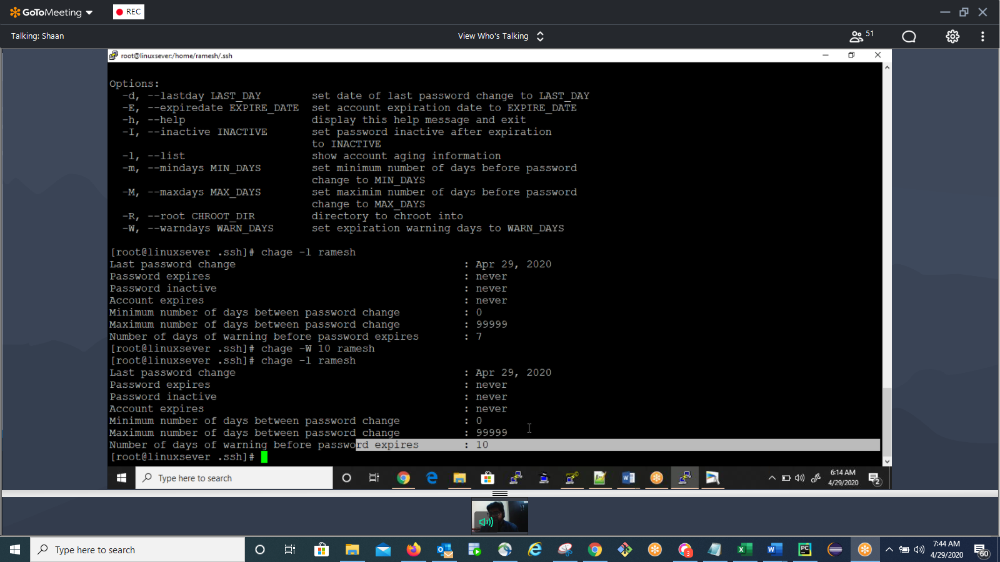 GoToMeeting
REC
Talking: Shaan
View Who's Talking
51
root@linuxsever:/home/ramesh/.ssh
Options:
-d, --lastday LAST_DAY set date of last password change to LAST_DAY
-E, --expiredate EXPIRE_DATE set account expiration date to EXPIRE_DATE
-h, --help display this help message and exit
-I, --inactive INACTIVE set password inactive after expiration
to INACTIVE
-l, --list show account aging information
-m, --mindays MIN_DAYS set minimum number of days before password
change to MIN_DAYS
-M, --maxdays MAX_DAYS set maximim number of days before password
change to MAX_DAYS
-R, --root CHROOT_DIR directory to chroot into
-W, --warndays WARN_DAYS set expiration warning days to WARN_DAYS
[root@linuxsever .ssh]# chage -l ramesh
Last password change : Apr 29, 2020
Password expires : never
Password inactive : never
Account expires : never
Minimum number of days between password change : 0
Maximum number of days between password change : 99999
Number of days of warning before password expires : 7
[root@linuxsever .ssh]# chage -W 10 ramesh
[root@linuxsever .ssh]# chage -l ramesh
Last password change : Apr 29, 2020
Password expires : never
Password inactive : never
Account expires : never
Minimum number of days between password change : 0
Maximum number of days between password change : 99999
Number of days of warning before password expires : 10
[root@linuxsever .ssh]#
Type here to search
6:14 AM
4/29/2020
2
Type here to search
3
PC
7:44 AM
4/29/2020
60